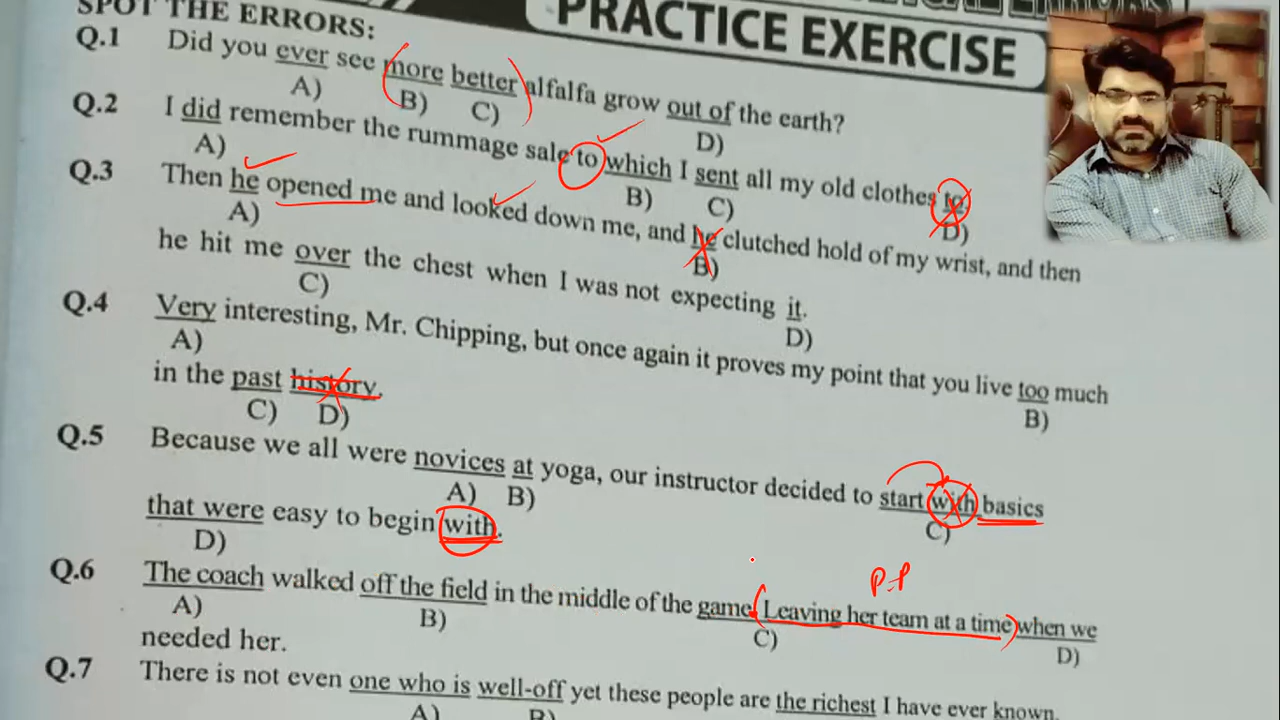 SPOT THE ERRORS:
PRACTICE EXERCISE
Q.1 Did you ever see more better alfalfa grow out of the earth?
A) B) C) D)
Q.2 I did remember the rummage sale to which I sent all my old clothes to.
A) B) C) D)
Q.3 Then he opened me and looked down me, and he clutched hold of my wrist, and then
A) B)
he hit me over the chest when I was not expecting it.
C) D)
Q.4 Very interesting, Mr. Chipping, but once again it proves my point that you live too much
A) B)
in the past history.
C) D)
Q.5 Because we all were novices at yoga, our instructor decided to start with basics
A) B) C)
that were easy to begin with.
D)
P.P
Q.6 The coach walked off the field in the middle of the game. Leaving her team at a time when we
A) B) C) D)
needed her.
Q.7 There is not even one who is well-off yet these people are the richest I have ever known.
A) B)